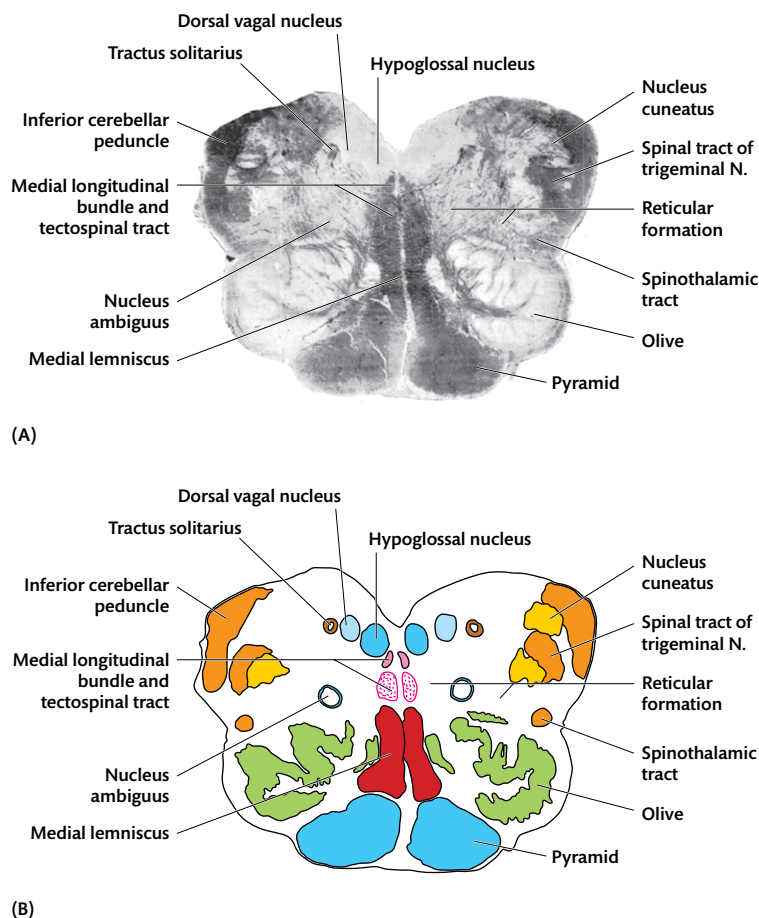 Dorsal vagal nucleus
Tractus solitarius
Hypoglossal nucleus
Nucleus
cuneatus
Inferior cerebellar
peduncle
Spinal tract of
trigeminal N.
Medial longitudinal
bundle and
tectospinal tract
Reticular
formation
Spinothalamic
tract
Nucleus
ambiguus
Olive
Medial lemniscus
Pyramid
(A)
Dorsal vagal nucleus
Tractus solitarius
Hypoglossal nucleus
Nucleus
cuneatus
Inferior cerebellar
peduncle
Spinal tract of
trigeminal N.
Medial longitudinal
bundle and
tectospinal tract
Reticular
formation
Spinothalamic
tract
Nucleus
ambiguus
Olive
Medial lemniscus
Pyramid
(B)